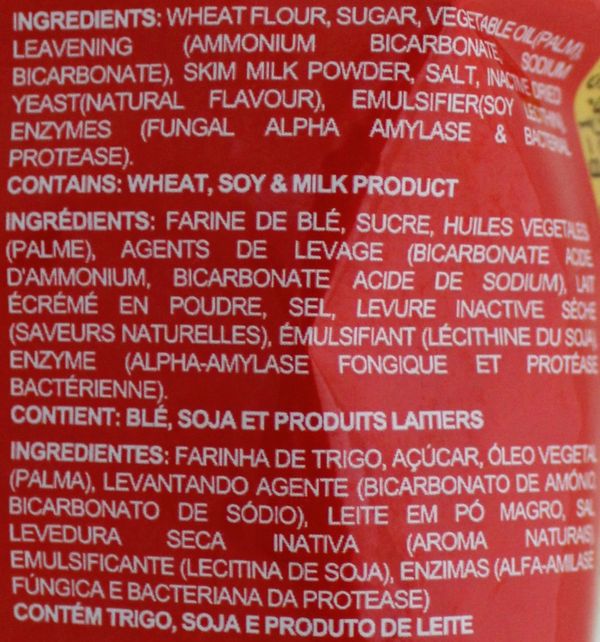 INGREDIENTS: WHEAT FLOUR, SUGAR, VEGETABLE OIL(PALM),
LEAVENING (AMMONIUM BICARBONATE, SODIUM
BICARBONATE), SKIM MILK POWDER, SALT, INACTIVE DRIED
YEAST(NATURAL FLAVOUR), EMULSIFIER(SOY LECITHIN),
ENZYMES (FUNGAL ALPHA AMYLASE & BACTERIAL
PROTEASE).
CONTAINS: WHEAT, SOY & MILK PRODUCT
INGRÉDIENTS: FARINE DE BLÉ, SUCRE, HUILES VEGETALES
(PALME), AGENTS DE LEVAGE (BICARBONATE ACIDE
D'AMMONIUM, BICARBONATE ACIDE DE SODIUM), LAIT
ÉCRÉMÉ EN POUDRE, SEL, LEVURE INACTIVE SÉCHE
(SAVEURS NATURELLES), ÉMULSIFIANT (LÉCITHINE DU SOJA),
ENZYME (ALPHA-AMYLASE FONGIQUE ET PROTÉASE
BACTÉRIENNE).
CONTIENT: BLÉ, SOJA ET PRODUITS LAITIERS
INGREDIENTES: FARINHA DE TRIGO, AÇÚCAR, ÓLEO VEGETAL
(PALMA), LEVANTANDO AGENTE (BICARBONATO DE AMÓNIO,
BICARBONATO DE SÓDIO), LEITE EM PÓ MAGRO, SAL,
LEVEDURA SECA INATIVA (AROMA NATURAIS),
EMULSIFICANTE (LECITINA DE SOJA), ENZIMAS (ALFA-AMILASE
FÚNGICA E BACTERIANA DA PROTEASE)
CONTÉM TRIGO, SOJA E PRODUTO DE LEITE